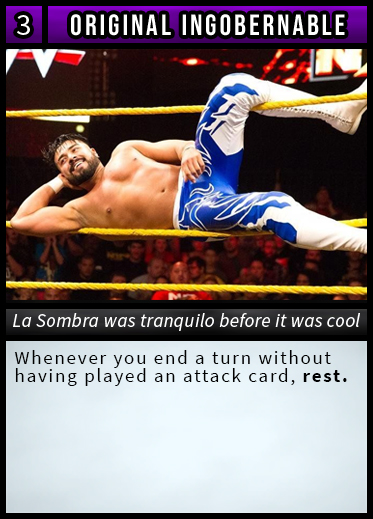 3 ORIGINAL INGOBERNABLE
La Sombra was tranquilo before it was cool
Whenever you end a turn without
having played an attack card, rest.